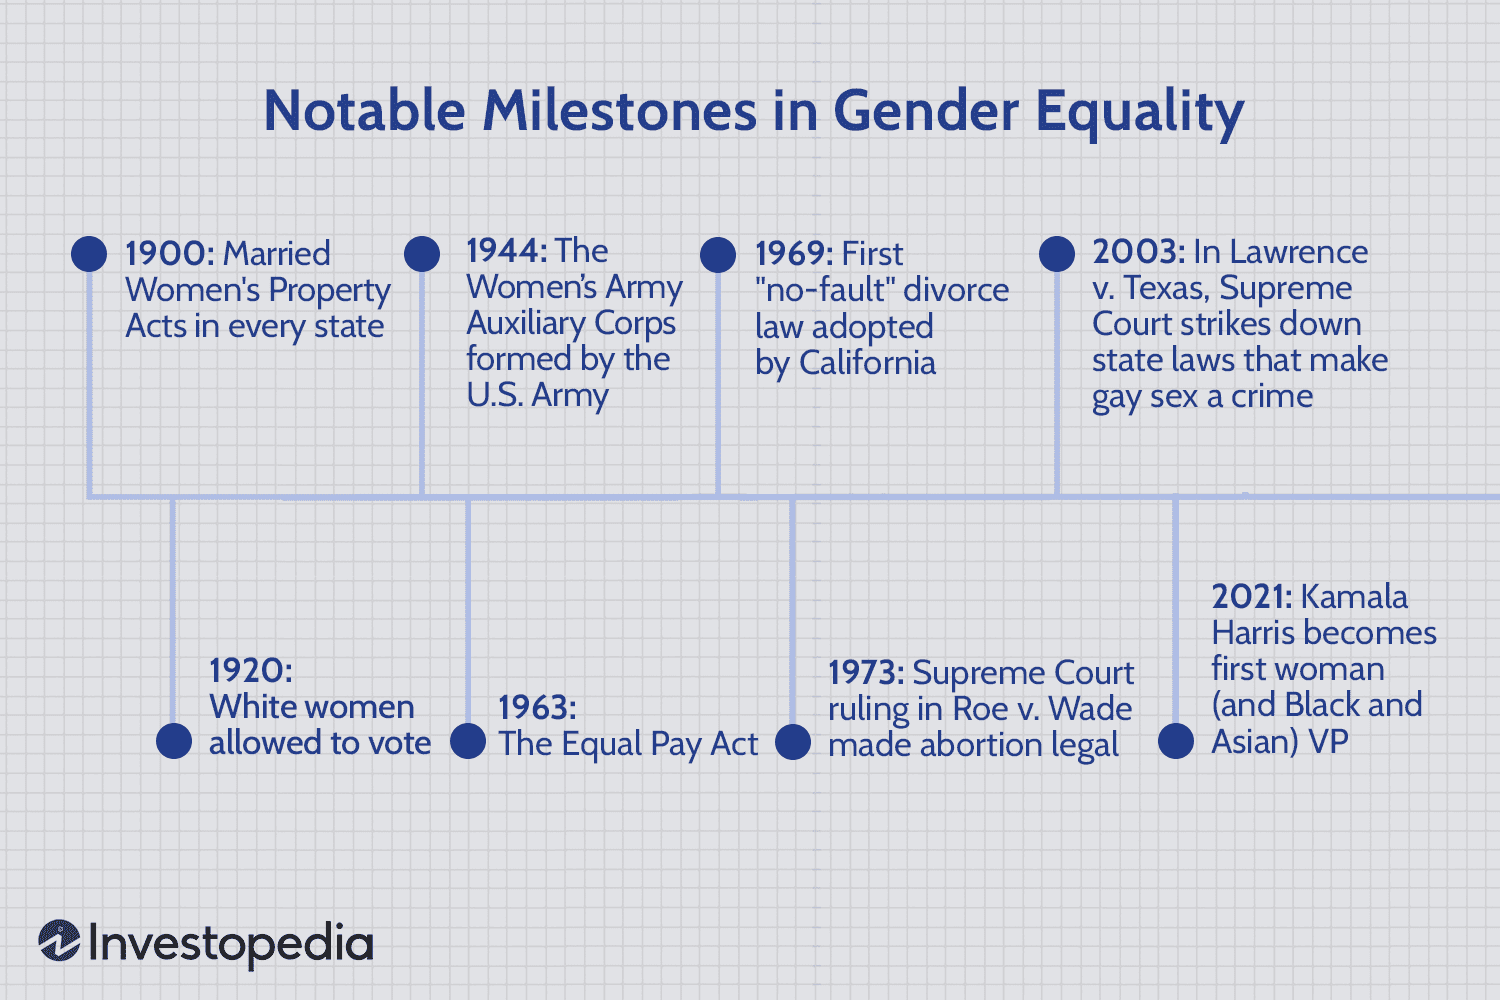 Notable Milestones in Gender Equality
1900: Married
Women's Property
Acts in every state
1944: The
Women’s Army
Auxiliary Corps
formed by the
U.S. Army
1969: First
"no-fault" divorce
law adopted
by California
2003: In Lawrence
v. Texas, Supreme
Court strikes down
state laws that make
gay sex a crime
1920:
White women
allowed to vote
1963:
The Equal Pay Act
1973: Supreme Court
ruling in Roe v. Wade
made abortion legal
2021: Kamala
Harris becomes
first woman
(and Black and
Asian) VP
Investopedia